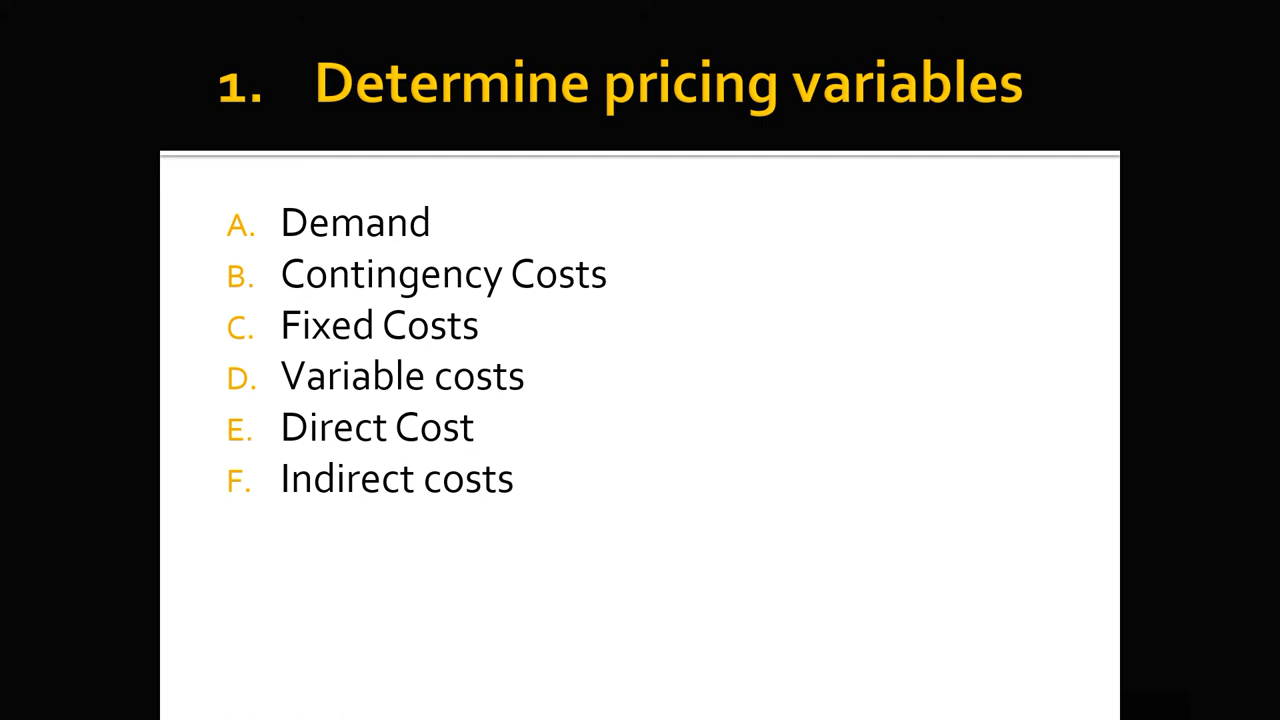 1. Determine pricing variables
A. Demand
B. Contingency Costs
C. Fixed Costs
D. Variable costs
E. Direct Cost
F. Indirect costs